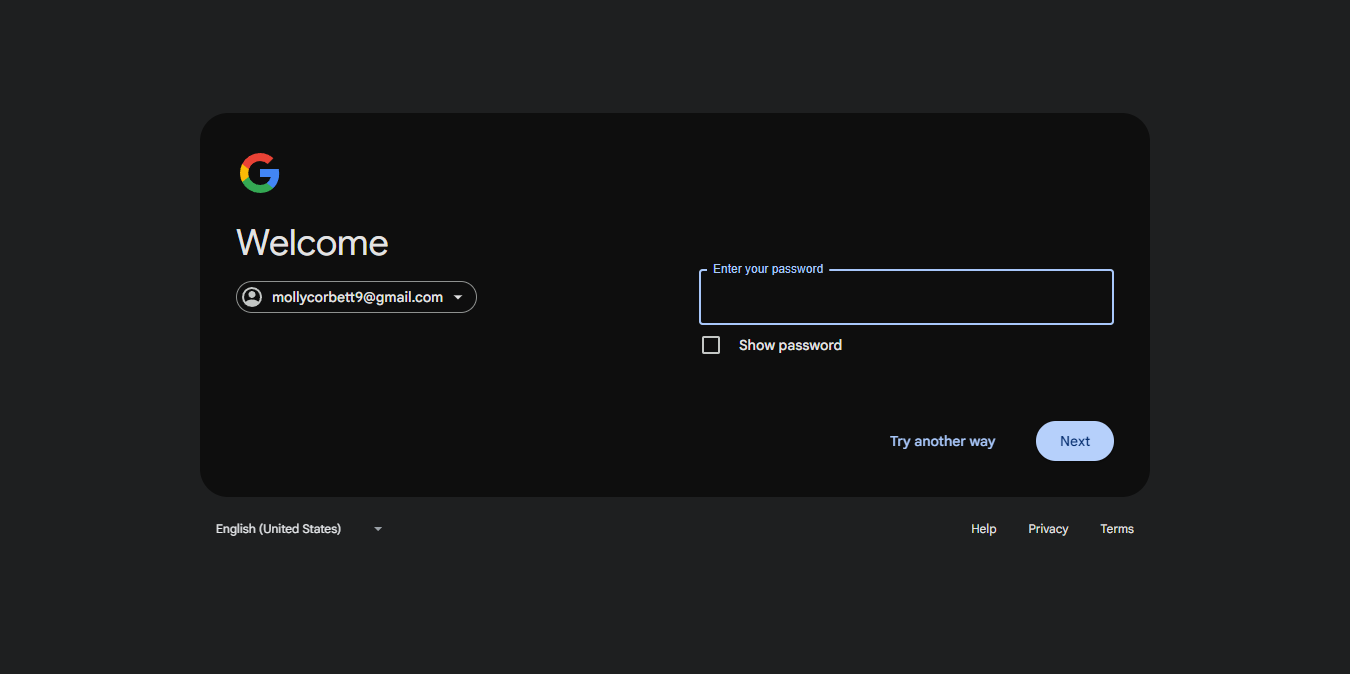 Welcome
mollycorbett9@gmail.com
Enter your password
Show password
Try another way
Next
English (United States)
Help
Privacy
Terms